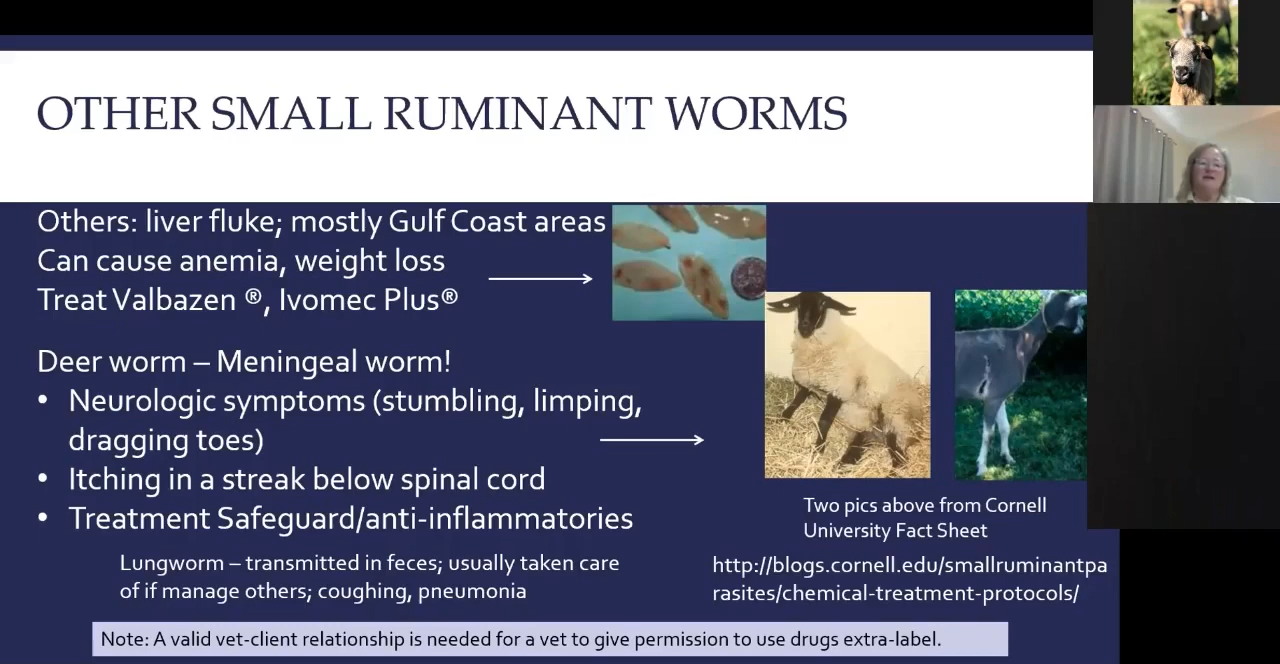 OTHER SMALL RUMINANT WORMS
Others: liver fluke; mostly Gulf Coast areas
Can cause anemia, weight loss
Treat Valbazen ®, Ivomec Plus®
Deer worm – Meningeal worm!
• Neurologic symptoms (stumbling, limping,
dragging toes)
• Itching in a streak below spinal cord
• Treatment Safeguard/anti-inflammatories
Lungworm – transmitted in feces; usually taken care
of if manage others; coughing, pneumonia
Two pics above from Cornell
University Fact Sheet
http://blogs.cornell.edu/smallruminantpa
rasites/chemical-treatment-protocols/
Note: A valid vet-client relationship is needed for a vet to give permission to use drugs extra-label.